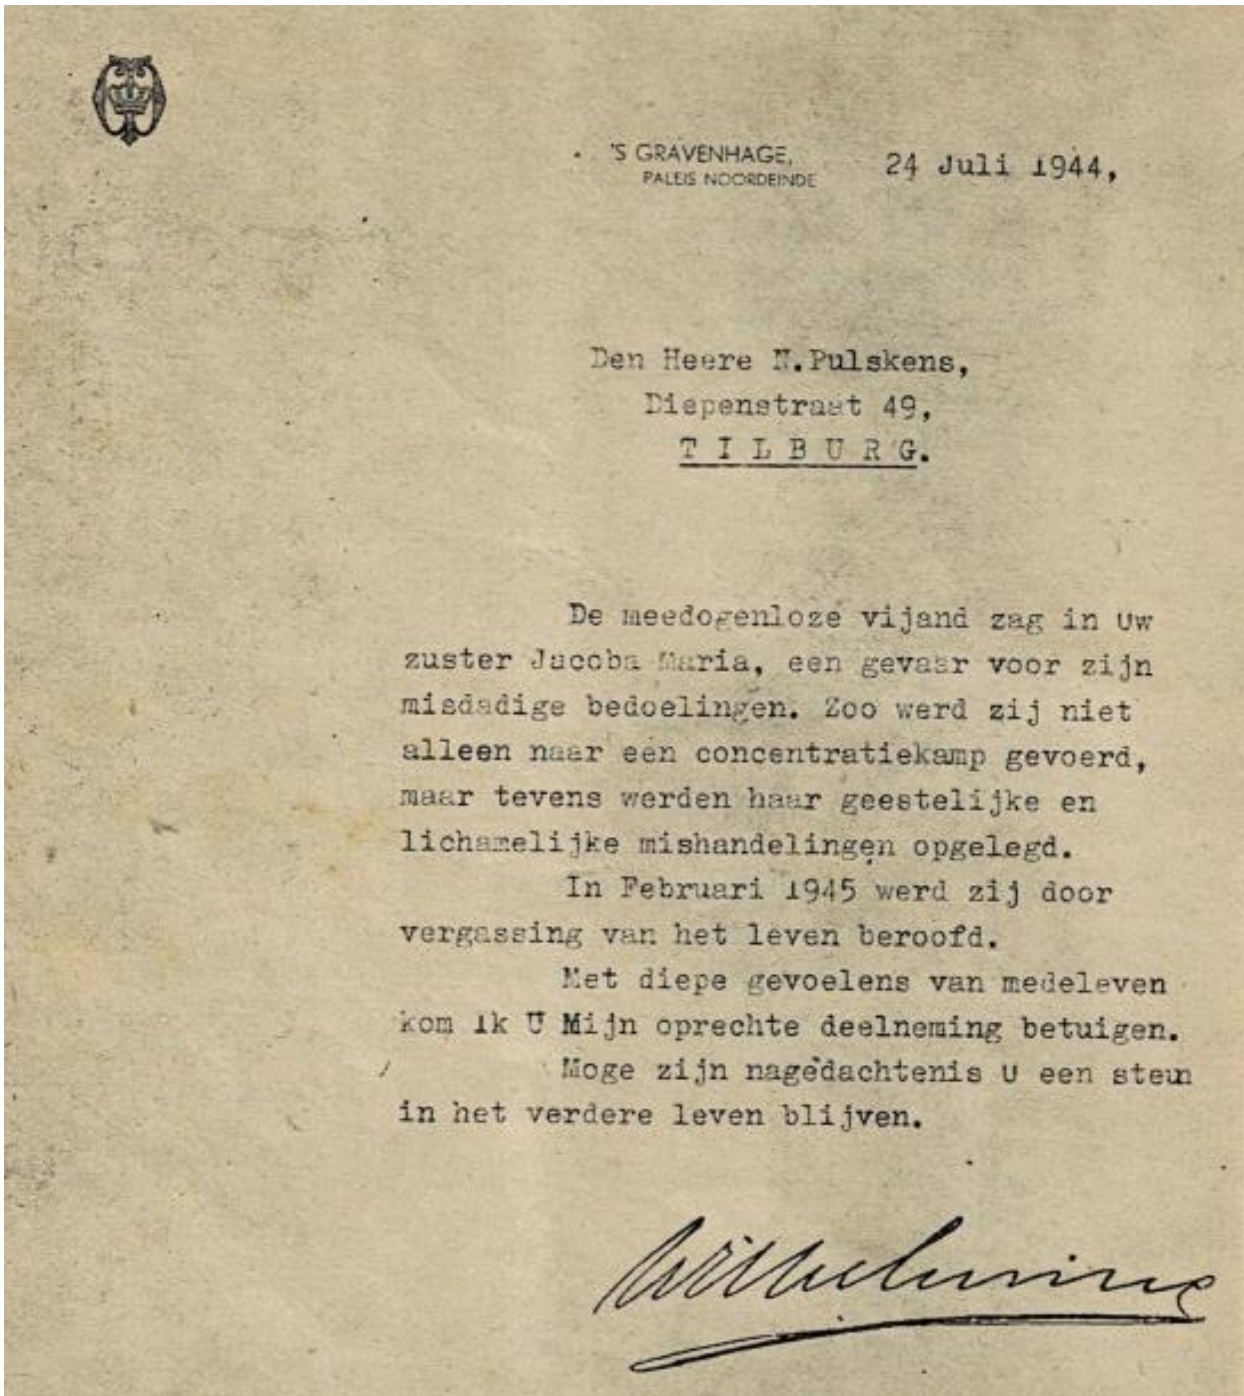 'S GRAVENHAGE,
PALEIS NOORDEINDE
24 Juli 1944,
Den Heere N.Pulskens,
Diepenstraat 49,
T I L B U R G.
De meedogenloze vijand zag in Uw
zuster Jacoba Maria, een gevaar voor zijn
misdadige bedoelingen. Zoo werd zij niet
alleen naar een concentratiekamp gevoerd,
maar tevens werden haar geestelijke en
lichamelijke mishandelingen opgelegd.
In Februari 1945 werd zij door
vergassing van het leven beroofd.
Met diepe gevoelens van medeleven
kom ik U Mijn oprechte deelneming betuigen.
Moge zijn nagedachtenis U een steun
in het verdere leven blijven.
Wilhelmina